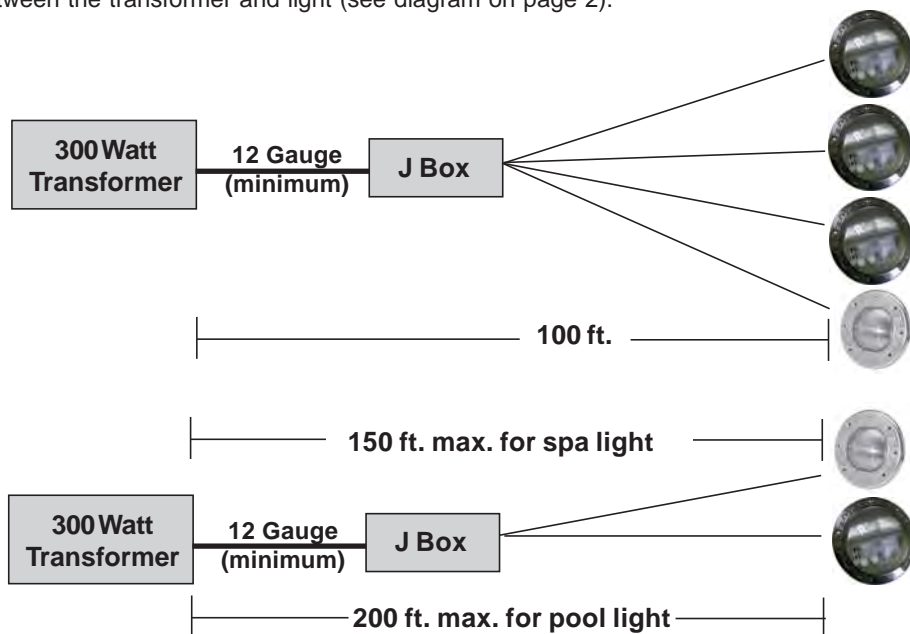 tween the transformer and light (see diagram on page 2).
300 Watt
Transformer
12 Gauge
(minimum)
J Box
100 ft.
150 ft. max. for spa light
300 Watt
Transformer
12 Gauge
(minimum)
J Box
200 ft. max. for pool light